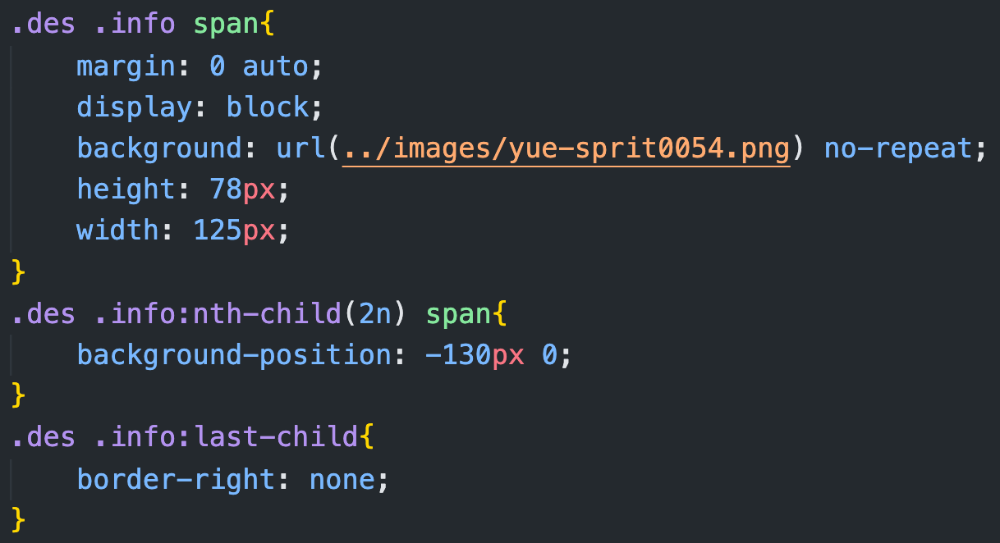 .des .info span{
    margin: 0 auto;
    display: block;
    background: url(../images/yue-sprit0054.png) no-repeat;
    height: 78px;
    width: 125px;
}
.des .info:nth-child(2n) span{
    background-position: -130px 0;
}
.des .info:last-child{
    border-right: none;
}